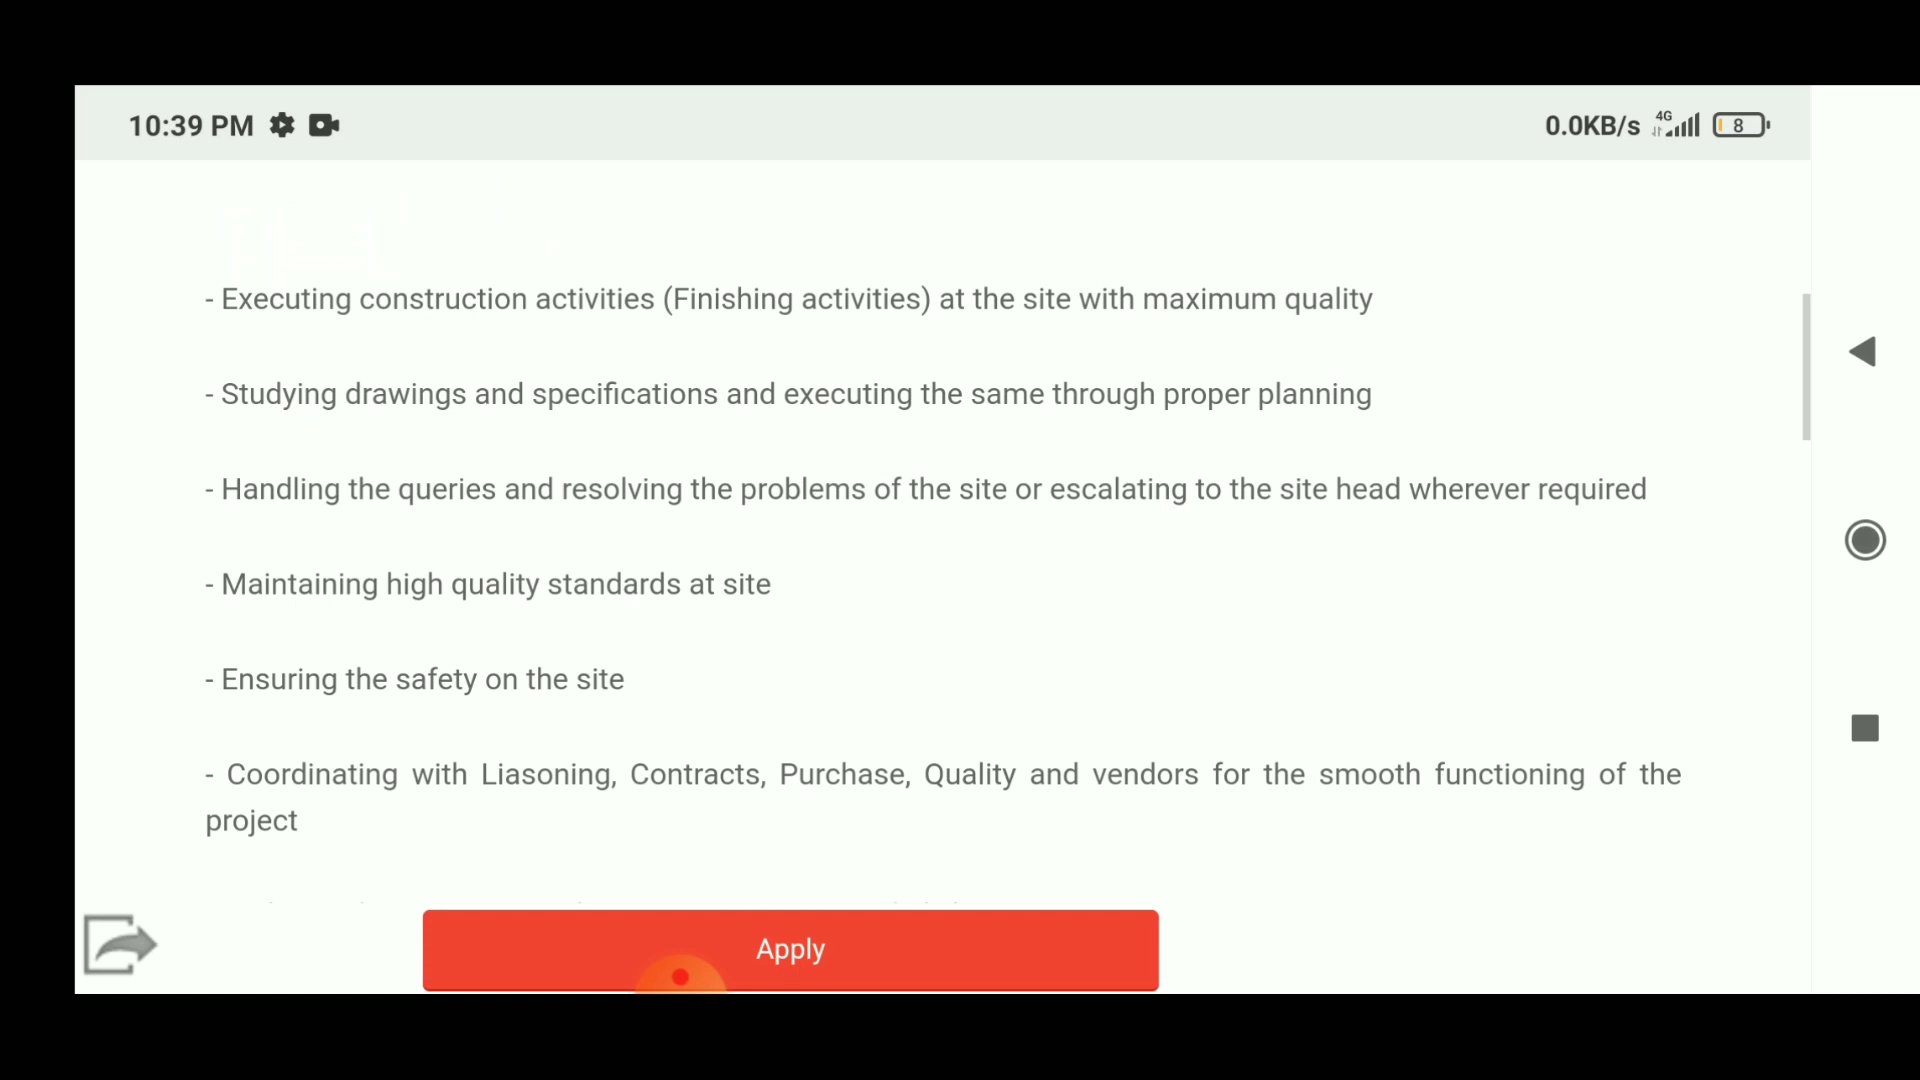 10:39 PM
0.0KB/s 4G 8
- Executing construction activities (Finishing activities) at the site with maximum quality
- Studying drawings and specifications and executing the same through proper planning
- Handling the queries and resolving the problems of the site or escalating to the site head wherever required
- Maintaining high quality standards at site
- Ensuring the safety on the site
- Coordinating with Liasoning, Contracts, Purchase, Quality and vendors for the smooth functioning of the
project
Apply